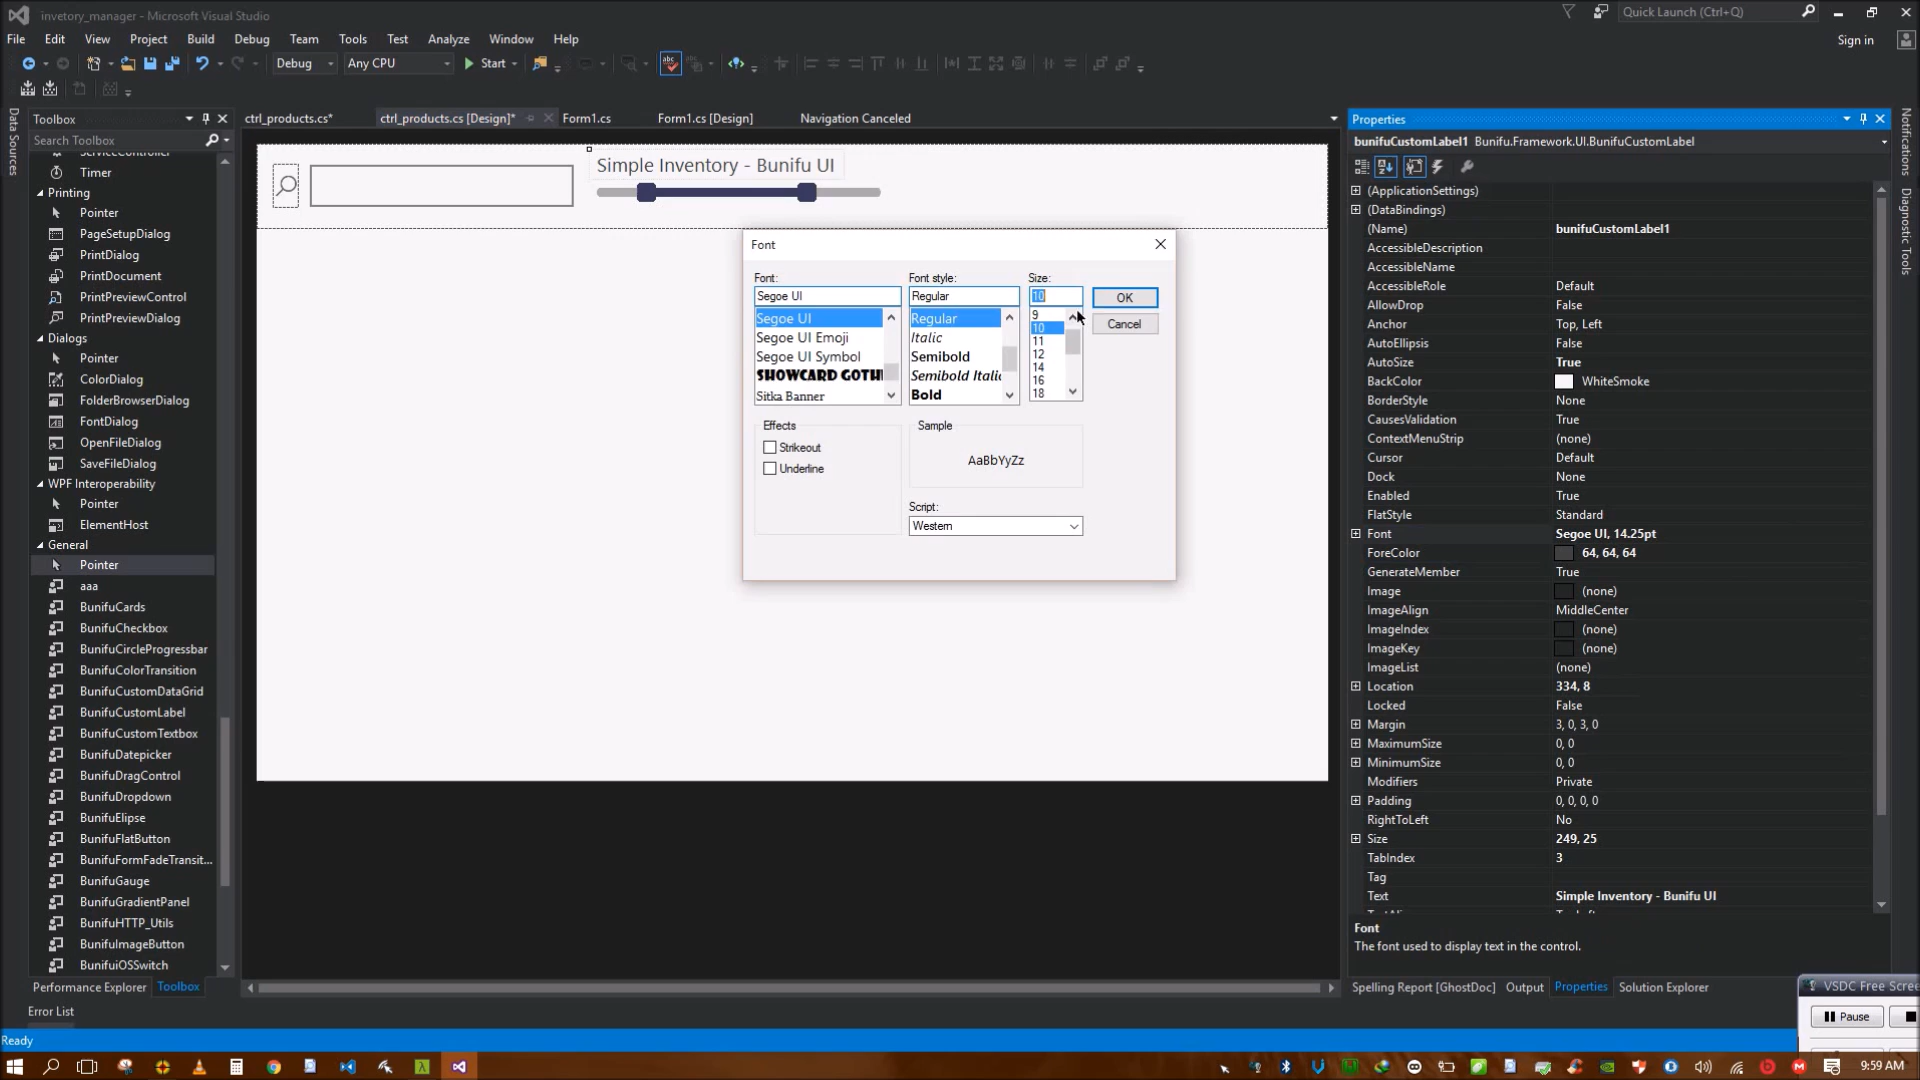 invetory_manager - Microsoft Visual Studio
Quick Launch (Ctrl+Q)
File Edit View Project Build Debug Team Tools Test Analyze Window Help
Sign in
Debug Any CPU Start
Data Sources
Toolbox
Search Toolbox
ServiceController
Timer
Printing
Pointer
PageSetupDialog
PrintDialog
PrintDocument
PrintPreviewControl
PrintPreviewDialog
Dialogs
Pointer
ColorDialog
FolderBrowserDialog
FontDialog
OpenFileDialog
SaveFileDialog
WPF Interoperability
Pointer
ElementHost
General
Pointer
aaa
BunifuCards
BunifuCheckbox
BunifuCircleProgressbar
BunifuColorTransition
BunifuCustomDataGrid
BunifuCustomLabel
BunifuCustomTextbox
BunifuDatepicker
BunifuDragControl
BunifuDropdown
BunifuElipse
BunifuFlatButton
BunifuFormFadeTransit...
BunifuGauge
BunifuGradientPanel
BunifuHTTP_Utils
BunifuImageButton
BunifuiOSSwitch
Performance Explorer Toolbox
ctrl_products.cs* ctrl_products.cs [Design]* Form1.cs Form1.cs [Design] Navigation Canceled
Simple Inventory - Bunifu UI
Font
Font: Font style: Size:
Segoe UI Regular 10
OK
Cancel
Segoe UI
Segoe UI Emoji
Segoe UI Symbol
SHOWCARD GOTH
Sitka Banner
Regular
Italic
Semibold
Semibold Italic
Bold
9
10
11
12
14
16
18
Effects
Strikeout
Underline
Sample
AaBbYyZz
Script:
Western
Properties
bunifuCustomLabel1 Bunifu.Framework.UI.BunifuCustomLabel
(ApplicationSettings)
(DataBindings)
(Name) bunifuCustomLabel1
AccessibleDescription
AccessibleName
AccessibleRole Default
AllowDrop False
Anchor Top, Left
AutoEllipsis False
AutoSize True
BackColor WhiteSmoke
BorderStyle None
CausesValidation True
ContextMenuStrip (none)
Cursor Default
Dock None
Enabled True
FlatStyle Standard
Font Segoe UI, 14.25pt
ForeColor 64, 64, 64
GenerateMember True
Image (none)
ImageAlign MiddleCenter
ImageIndex (none)
ImageKey (none)
ImageList (none)
Location 334, 8
Locked False
Margin 3, 0, 3, 0
MaximumSize 0, 0
MinimumSize 0, 0
Modifiers Private
Padding 0, 0, 0, 0
RightToLeft No
Size 249, 25
TabIndex 3
Tag
Text Simple Inventory - Bunifu UI
Font
The font used to display text in the control.
Spelling Report [GhostDoc] Output Properties Solution Explorer
Notifications
Diagnostic Tools
VSDC Free Scree
Pause
Error List
Ready
9:59 AM